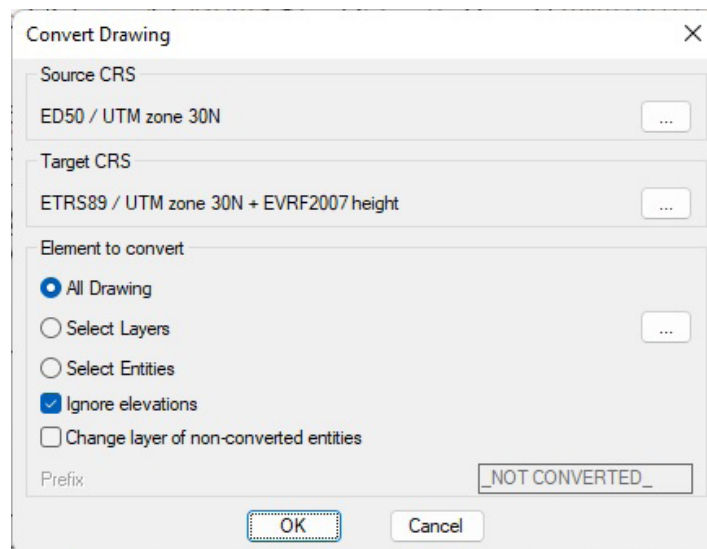 Convert Drawing
Source CRS
ED50 / UTM zone 30N
...
Target CRS
ETRS89 / UTM zone 30N + EVRF2007 height
...
Element to convert
All Drawing
Select Layers
...
Select Entities
Ignore elevations
Change layer of non-converted entities
Prefix
_NOT CONVERTED_
OK
Cancel